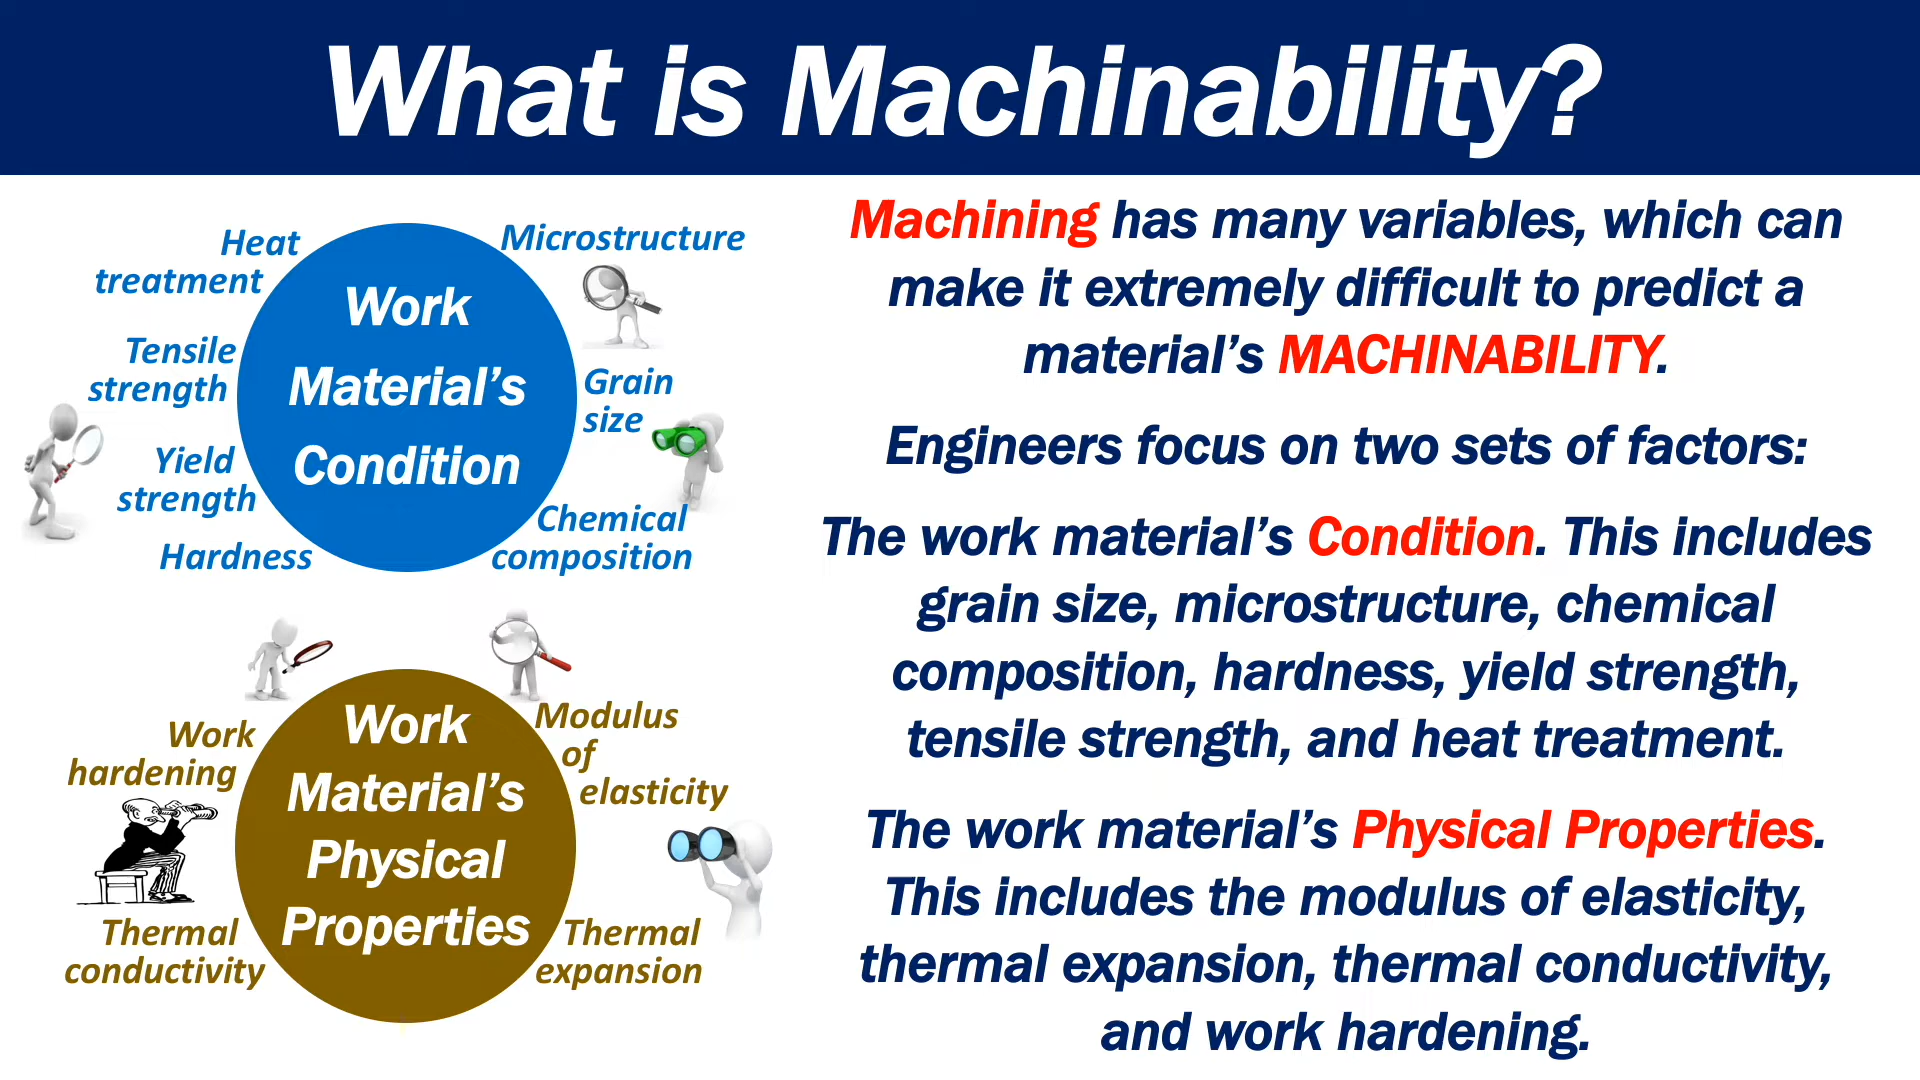 What is Machinability?
Heat
treatment
Microstructure
Tensile
strength
Work
Material's
Condition
Grain
size
Yield
strength
Hardness
Chemical
composition
Work
hardening
Work
Material's
Physical
Properties
Modulus
of
elasticity
Thermal
conductivity
Thermal
expansion
Machining has many variables, which can
make it extremely difficult to predict a
material's MACHINABILITY.
Engineers focus on two sets of factors:
The work material's Condition. This includes
grain size, microstructure, chemical
composition, hardness, yield strength,
tensile strength, and heat treatment.
The work material's Physical Properties.
This includes the modulus of elasticity,
thermal expansion, thermal conductivity,
and work hardening.